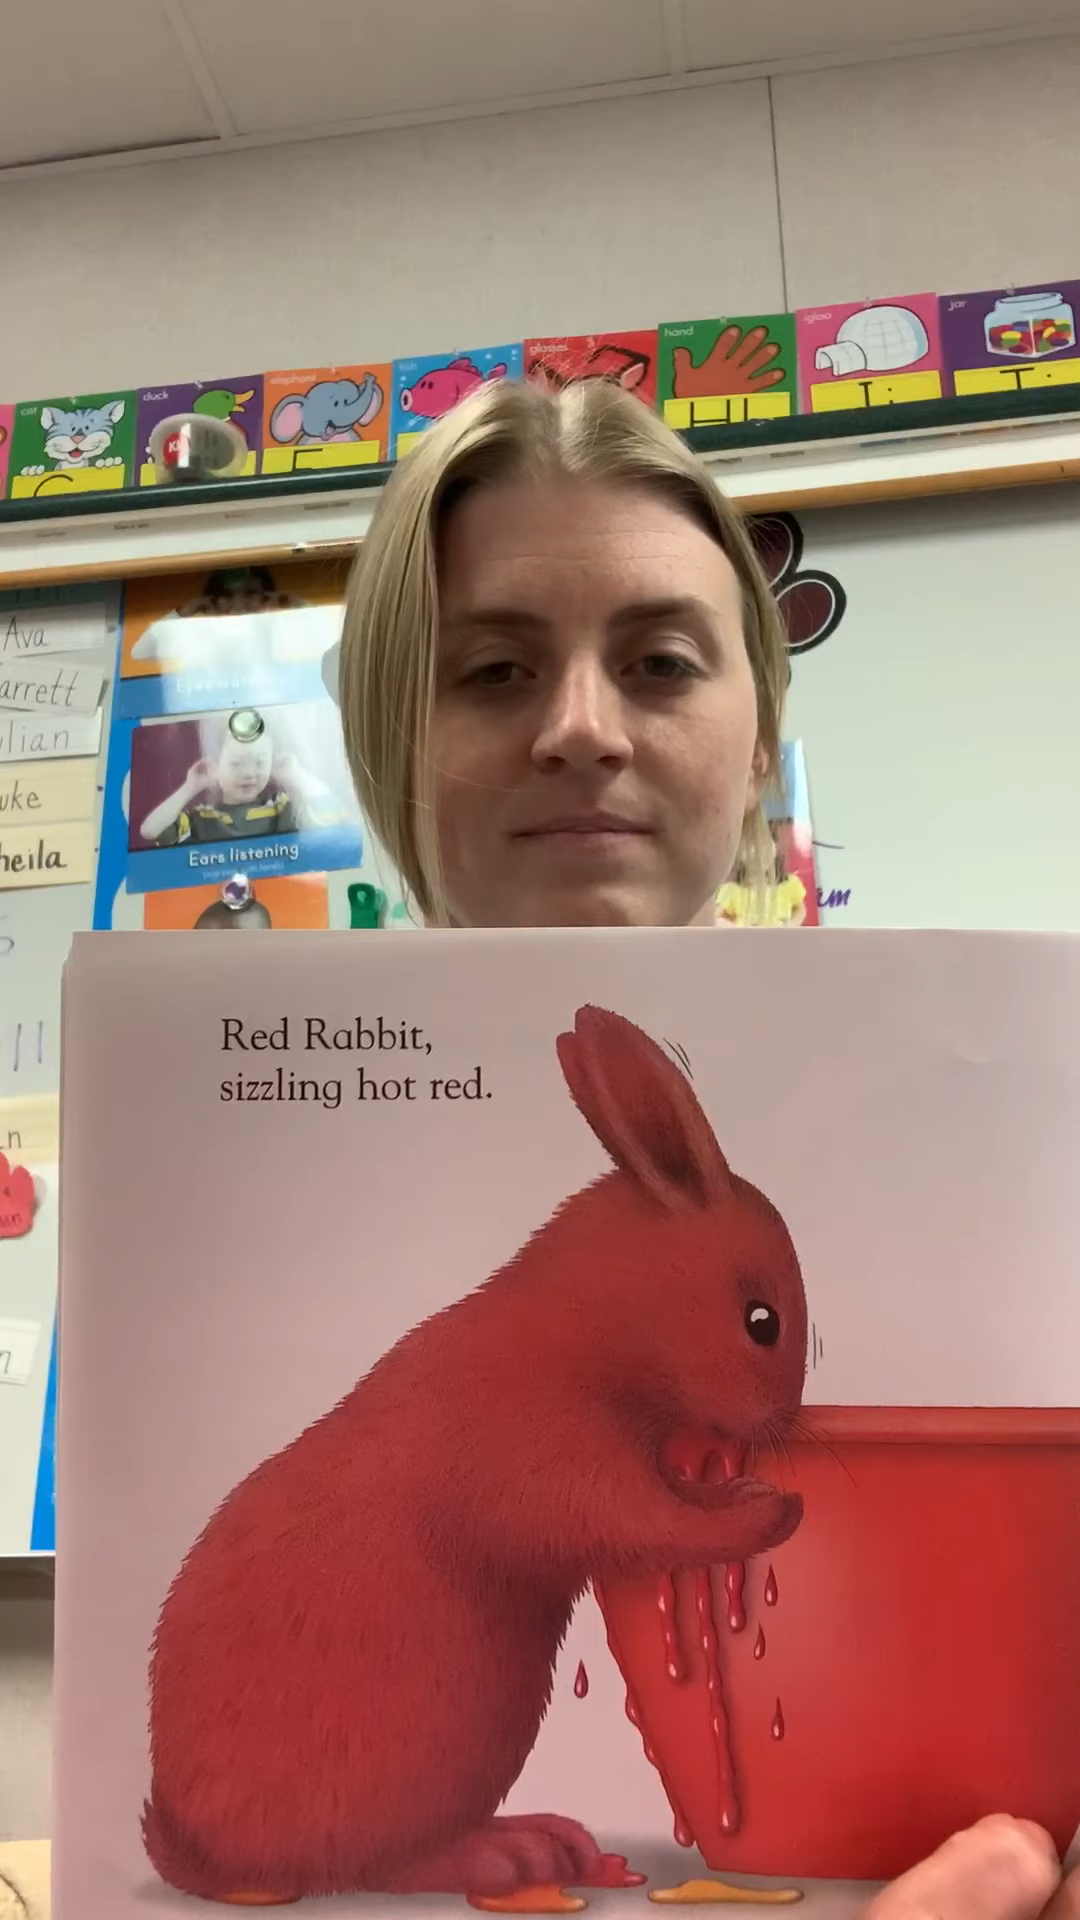 cat
duck
elephant
fish
glasses
hand
igloo
jar
Hh
Ava
arrett
lian
uke
heila
Ears listening
Red Rabbit,
sizzling hot red.